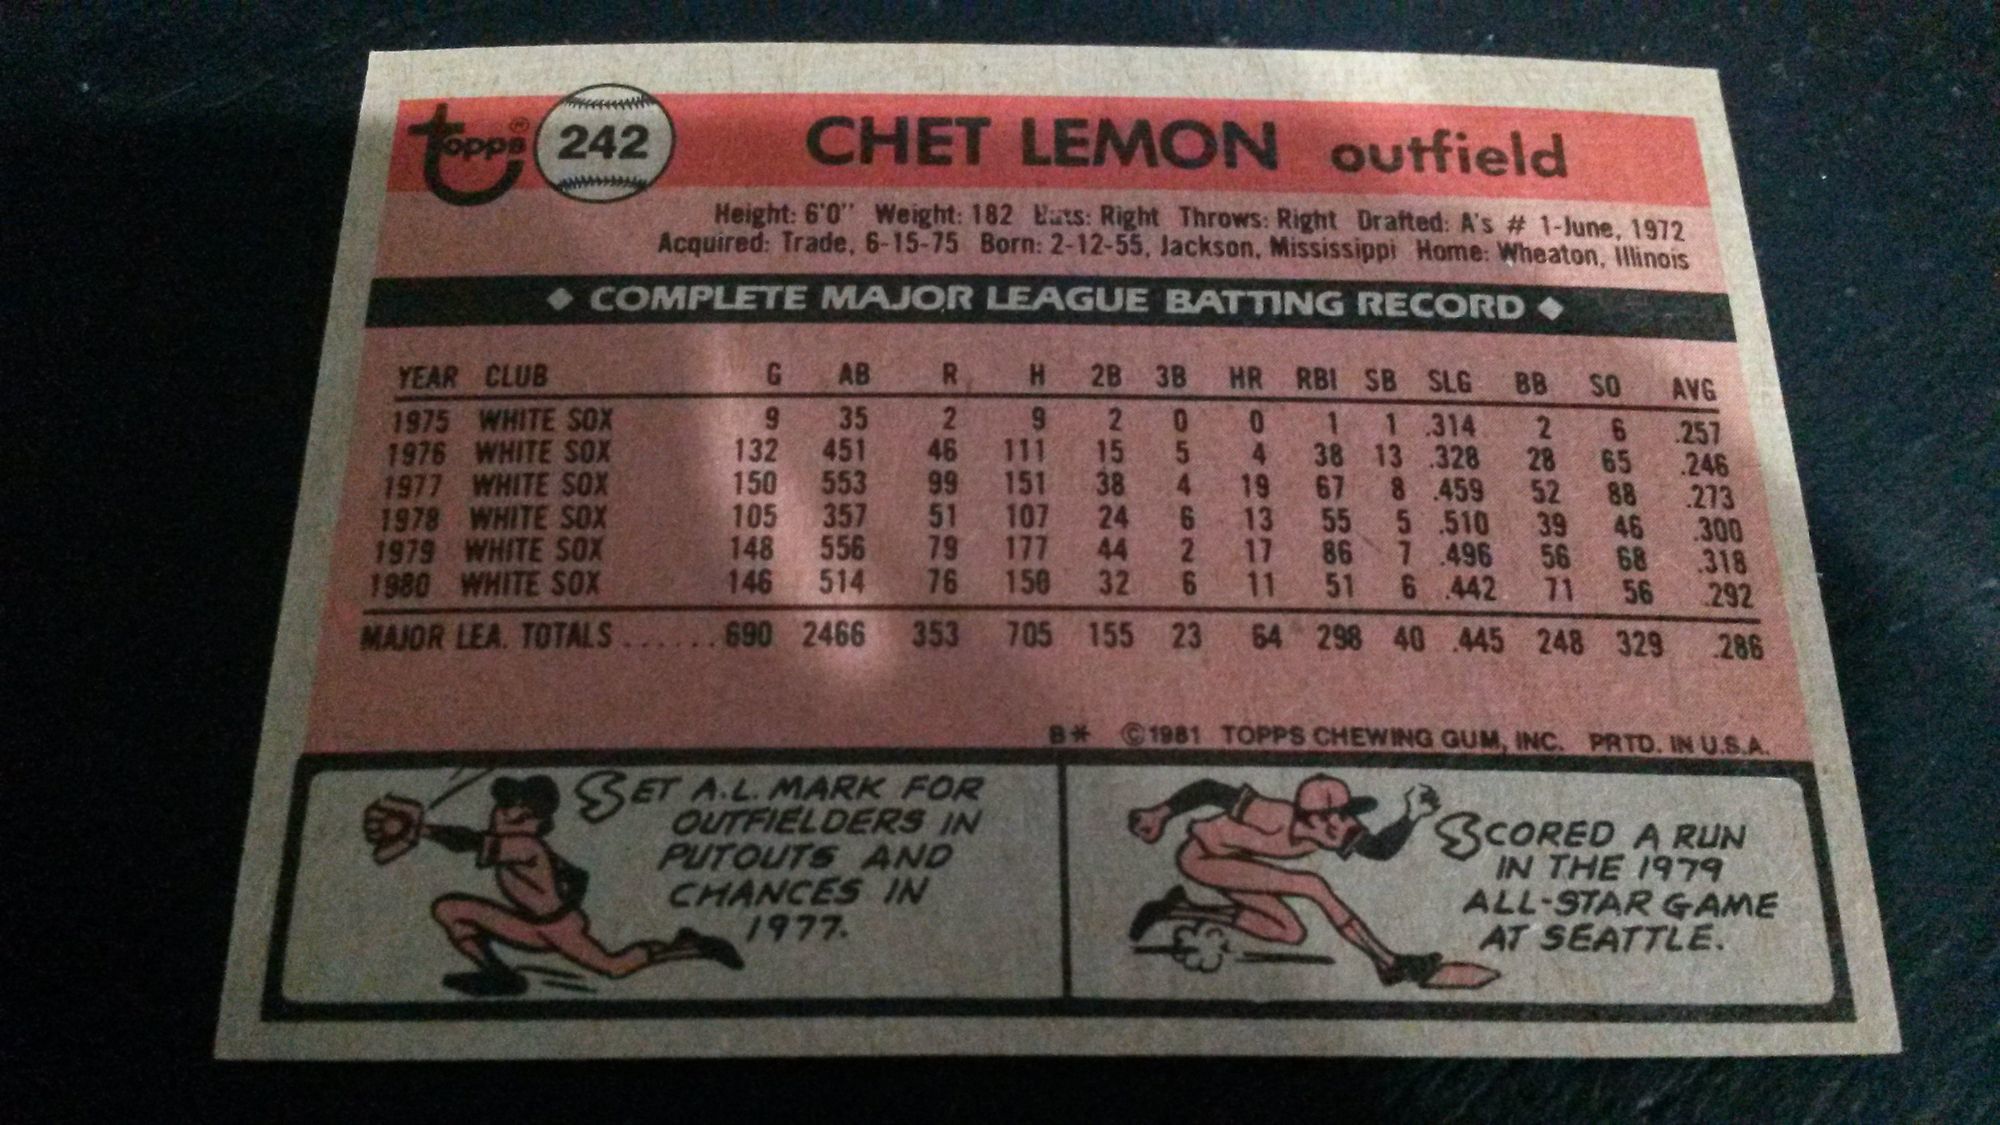 topps® 242 CHET LEMON outfield
Height: 6'0" Weight: 182 Bats: Right Throws: Right Drafted: A's # 1-June, 1972
Acquired: Trade, 6-15-75 Born: 2-12-55, Jackson, Mississippi Home: Wheaton, Illinois
◆ COMPLETE MAJOR LEAGUE BATTING RECORD ◆
YEAR CLUB G AB R H 2B 3B HR RBI SB SLG BB SO AVG
1975 WHITE SOX 9 35 2 9 2 0 0 1 1 .314 2 6 .257
1976 WHITE SOX 132 451 46 111 15 5 4 38 13 .328 28 65 .246
1977 WHITE SOX 150 553 99 151 38 4 19 67 8 .459 52 88 .273
1978 WHITE SOX 105 357 51 107 24 6 13 55 5 .510 39 46 .300
1979 WHITE SOX 148 556 79 177 44 2 17 86 7 .496 56 68 .318
1980 WHITE SOX 146 514 76 150 32 6 11 51 6 .442 71 56 .292
MAJOR LEA. TOTALS ...... 690 2466 353 705 155 23 64 298 40 .445 248 329 .286
B* ©1981 TOPPS CHEWING GUM, INC. PRTD. IN U.S.A.
SET A.L. MARK FOR
OUTFIELDERS IN
PUTOUTS AND
CHANCES IN
1977.
SCORED A RUN
IN THE 1979
ALL-STAR GAME
AT SEATTLE.